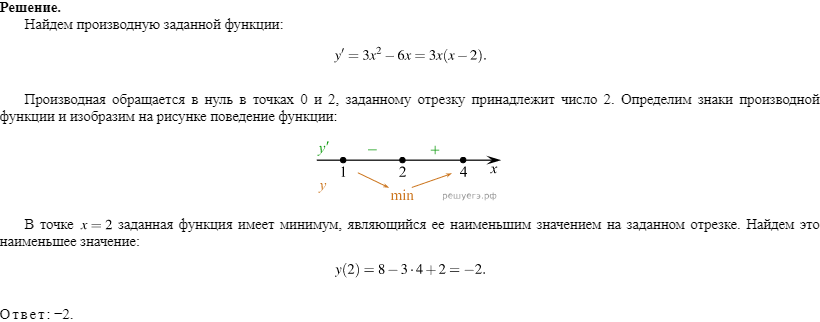 Решение.
Найдем производную заданной функции:
y′ = 3x² − 6x = 3x(x − 2).
Производная обращается в нуль в точках 0 и 2, заданному отрезку принадлежит число 2. Определим знаки производной
функции и изобразим на рисунке поведение функции:
y′ − +
1 2 4 x
y min решуегэ.рф
В точке x = 2 заданная функция имеет минимум, являющийся ее наименьшим значением на заданном отрезке. Найдем это
наименьшее значение:
y(2) = 8 − 3 · 4 + 2 = −2.
Ответ: −2.